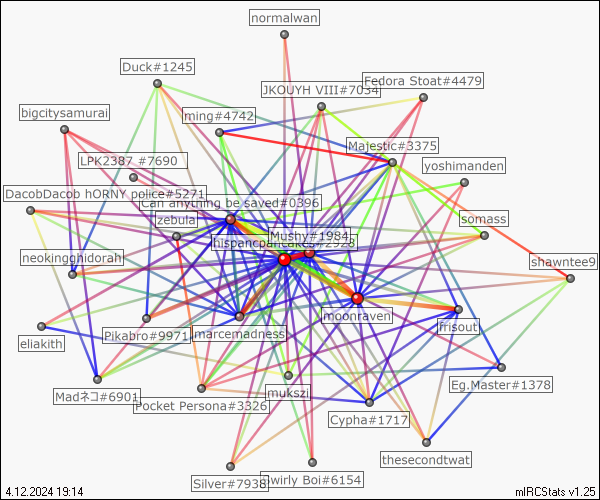 normalwan
Duck#1245
JKOUYH VIII#7034
Fedora Stoat#4479
bigcitysamurai
ming#4742
Majestic#3375
LPK2387 #7690
yoshimanden
DacobDacob hORNY police#5271
Can anything be saved#0396
zebula
somass
Mushy#1984
neokingghidorah
shawntee9
moonraven
eliakith
Pikabro#9971
marcemadness
frisout
Eg.Master#1378
Madネコ#6901
Pocket Persona#3326
mukszi
Cypha#1717
thesecondtwat
Silver#7938
Swirly Boi#6154
4.12.2024 19:14
mIRCStats v1.25